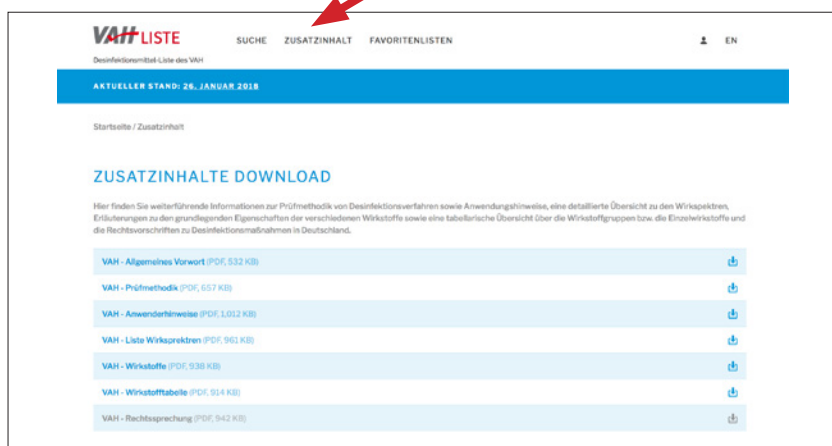 VAH LISTE
SUCHE ZUSATZINHALT FAVORITENLISTEN
EN
Desinfektionsmittel-Liste des VAH
AKTUELLER STAND: 26. JANUAR 2018
Startseite / Zusatzinhalt
ZUSATZINHALTE DOWNLOAD
Hier finden Sie weiterführende Informationen zur Prüfmethodik von Desinfektionsverfahren sowie Anwendungshinweise, eine detaillierte Übersicht zu den Wirkspektren,
Erläuterungen zu den grundlegenden Eigenschaften der verschiedenen Wirkstoffe sowie eine tabellarische Übersicht über die Wirkstoffgruppen bzw. die Einzelwirkstoffe und
die Rechtsvorschriften zu Desinfektionsmaßnahmen in Deutschland.
VAH - Allgemeines Vorwort (PDF, 532 KB)
VAH - Prüfmethodik (PDF, 657 KB)
VAH - Anwenderhinweise (PDF, 1,012 KB)
VAH - Liste Wirksprektren (PDF, 961 KB)
VAH - Wirkstoffe (PDF, 938 KB)
VAH - Wirkstofftabelle (PDF, 914 KB)
VAH - Rechtssprechung (PDF, 942 KB)